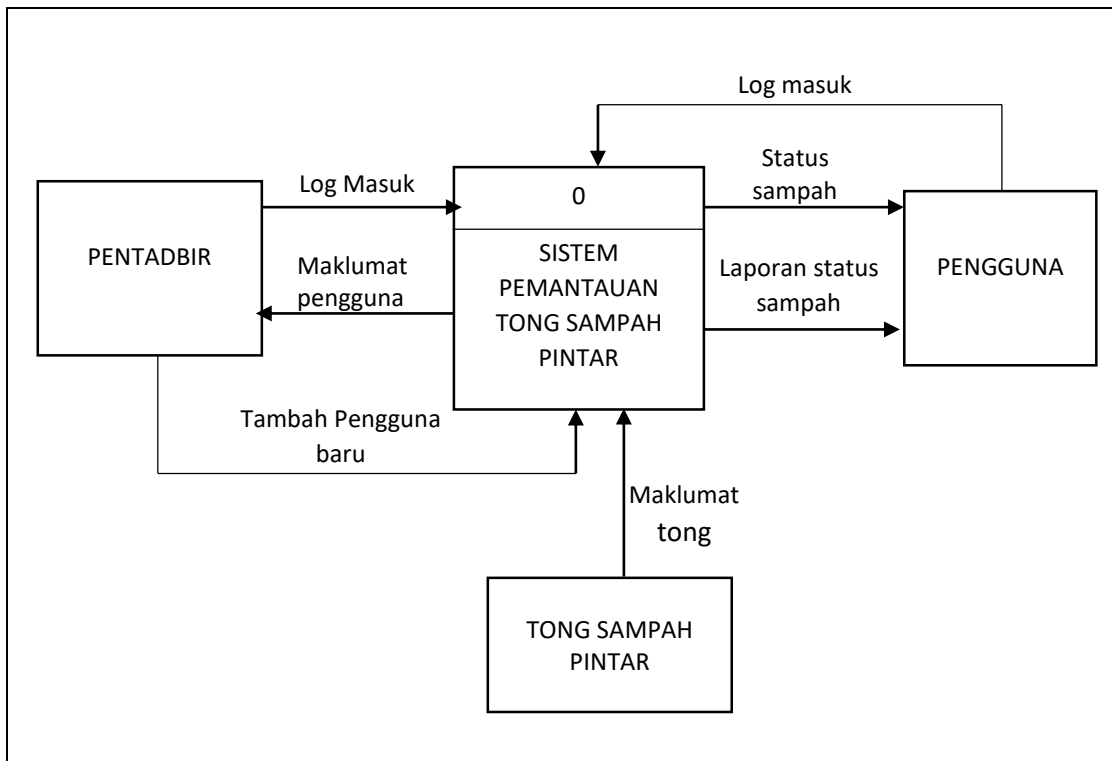 Log masuk
Log Masuk
Status
sampah
0
PENTADBIR
Maklumat
pengguna
SISTEM
PEMANTAUAN
TONG SAMPAH
PINTAR
Laporan status
sampah
PENGGUNA
Tambah Pengguna
baru
Maklumat
tong
TONG SAMPAH
PINTAR